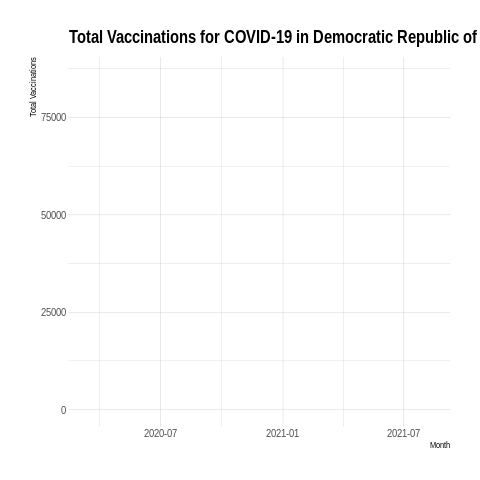 Total Vaccinations for COVID-19 in Democratic Republic of
Total Vaccinations
75000
50000
25000
0
2020-07
2021-01
2021-07
Month